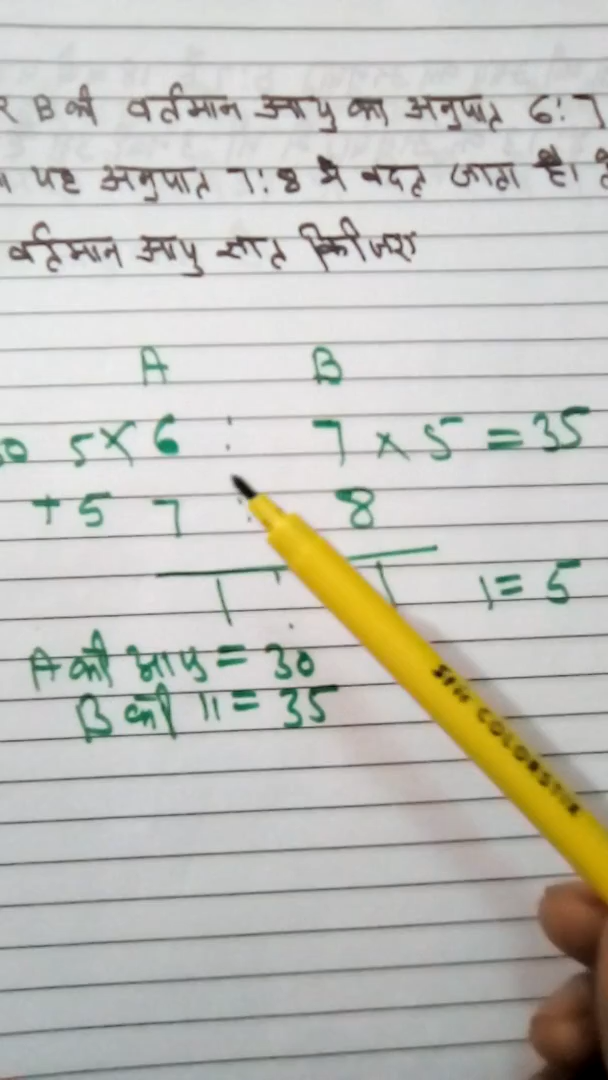 B की वर्तमान आयु का अनुपात 6:7
यह अनुपात 7:8 मे बदल जाता है।
वर्तमान आयु ज्ञात किजिए
A B
5×6 : 7×5=35
+5 7 : 8
1 : 1 1=5
A की आयु = 30
B की 11 = 35